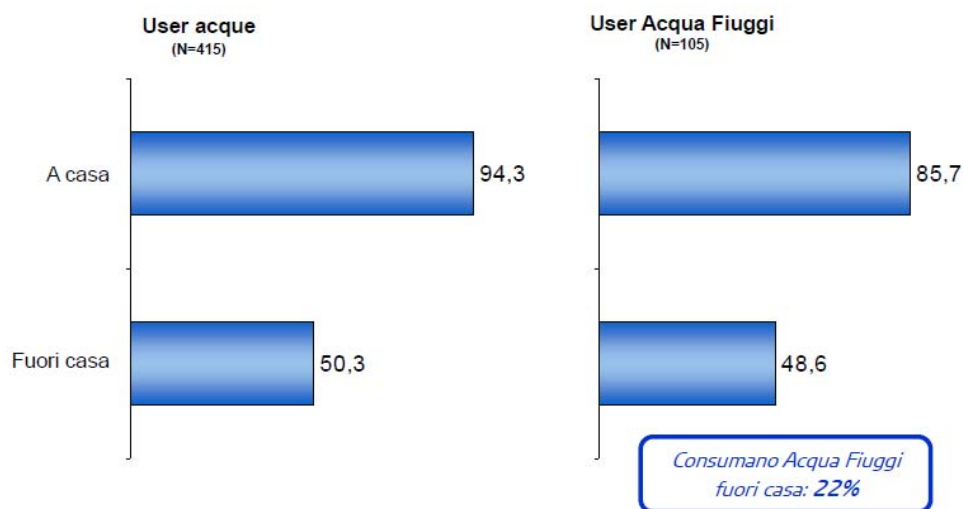 User acque
(N=415)
User Acqua Fiuggi
(N=105)
A casa
94,3
85,7
Fuori casa
50,3
48,6
Consumano Acqua Fiuggi
fuori casa: 22%